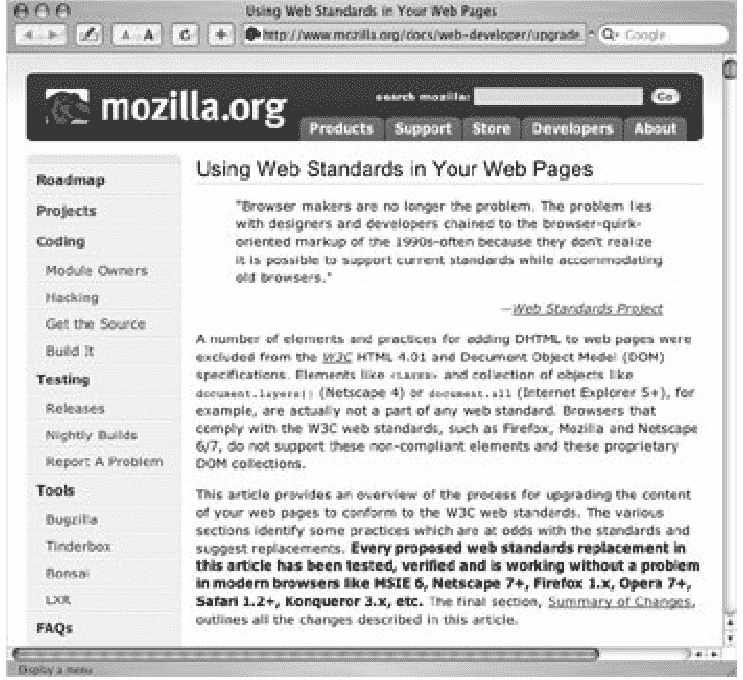 Using Web Standards in Your Web Pages
A A C +
http://www.mozilla.org/docs/web-developer/upgrade
Q- Google
mozilla.org
search mozilla:
Go
Products Support Store Developers About
Roadmap
Projects
Coding
Module Owners
Hacking
Get the Source
Build It
Testing
Releases
Nightly Builds
Report A Problem
Tools
Bugzilla
Tinderbox
Bonsai
LXR
FAQs
Using Web Standards in Your Web Pages
"Browser makers are no longer the problem. The problem lies
with designers and developers chained to the browser-quirk-
oriented markup of the 1990s-often because they don't realize
it is possible to support current standards while accommodating
old browsers."
—Web Standards Project
A number of elements and practices for adding DHTML to web pages were
excluded from the W3C HTML 4.01 and Document Object Model (DOM)
specifications. Elements like <LAYER> and collection of objects like
document.layers[] (Netscape 4) or document.all (Internet Explorer 5+), for
example, are actually not a part of any web standard. Browsers that
comply with the W3C web standards, such as Firefox, Mozilla and Netscape
6/7, do not support these non-compliant elements and these proprietary
DOM collections.
This article provides an overview of the process for upgrading the content
of your web pages to conform to the W3C web standards. The various
sections identify some practices which are at odds with the standards and
suggest replacements. Every proposed web standards replacement in
this article has been tested, verified and is working without a problem
in modern browsers like MSIE 6, Netscape 7+, Firefox 1.x, Opera 7+,
Safari 1.2+, Konqueror 3.x, etc. The final section, Summary of Changes,
outlines all the changes described in this article.
Display a menu